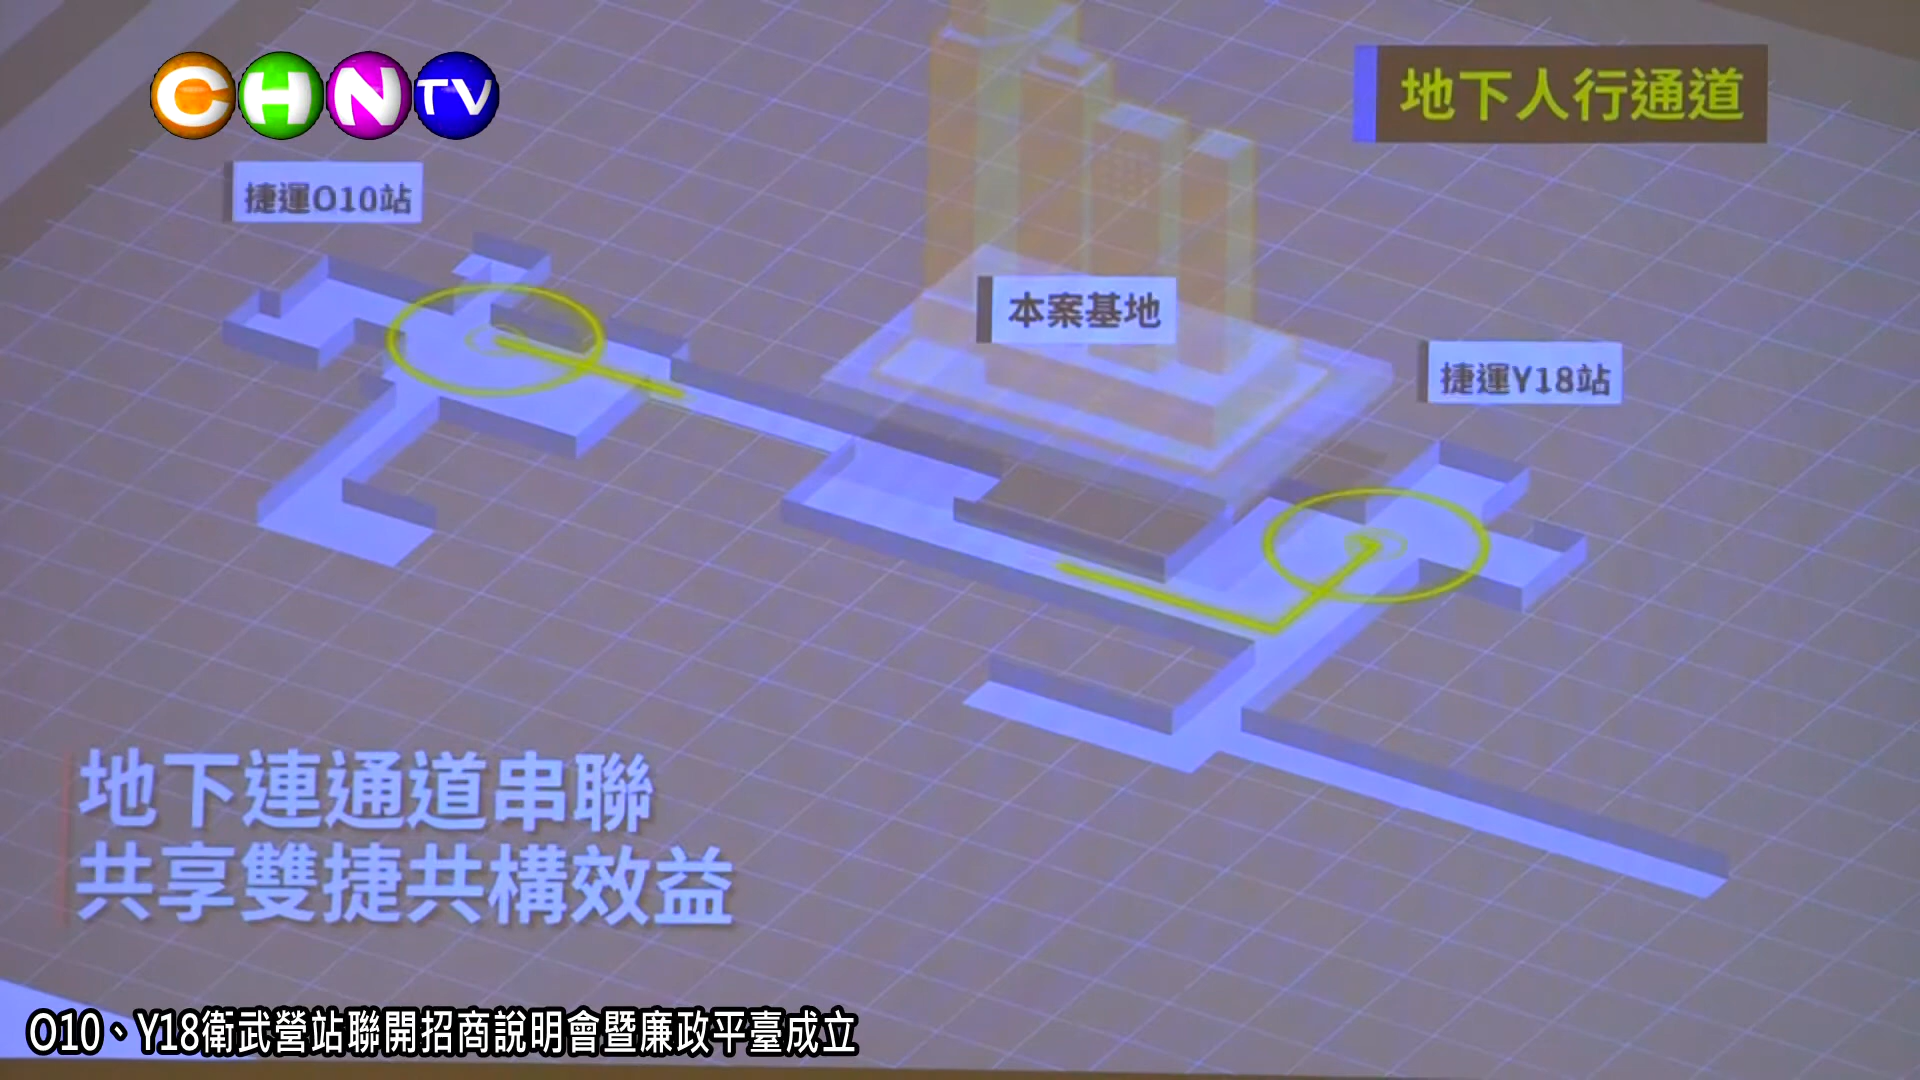 CHNTV
地下人行通道
捷運O10站
本案基地
捷運Y18站
地下連通道串聯
共享雙捷共構效益
O10、Y18衛武營站聯開招商說明會暨廉政平臺成立